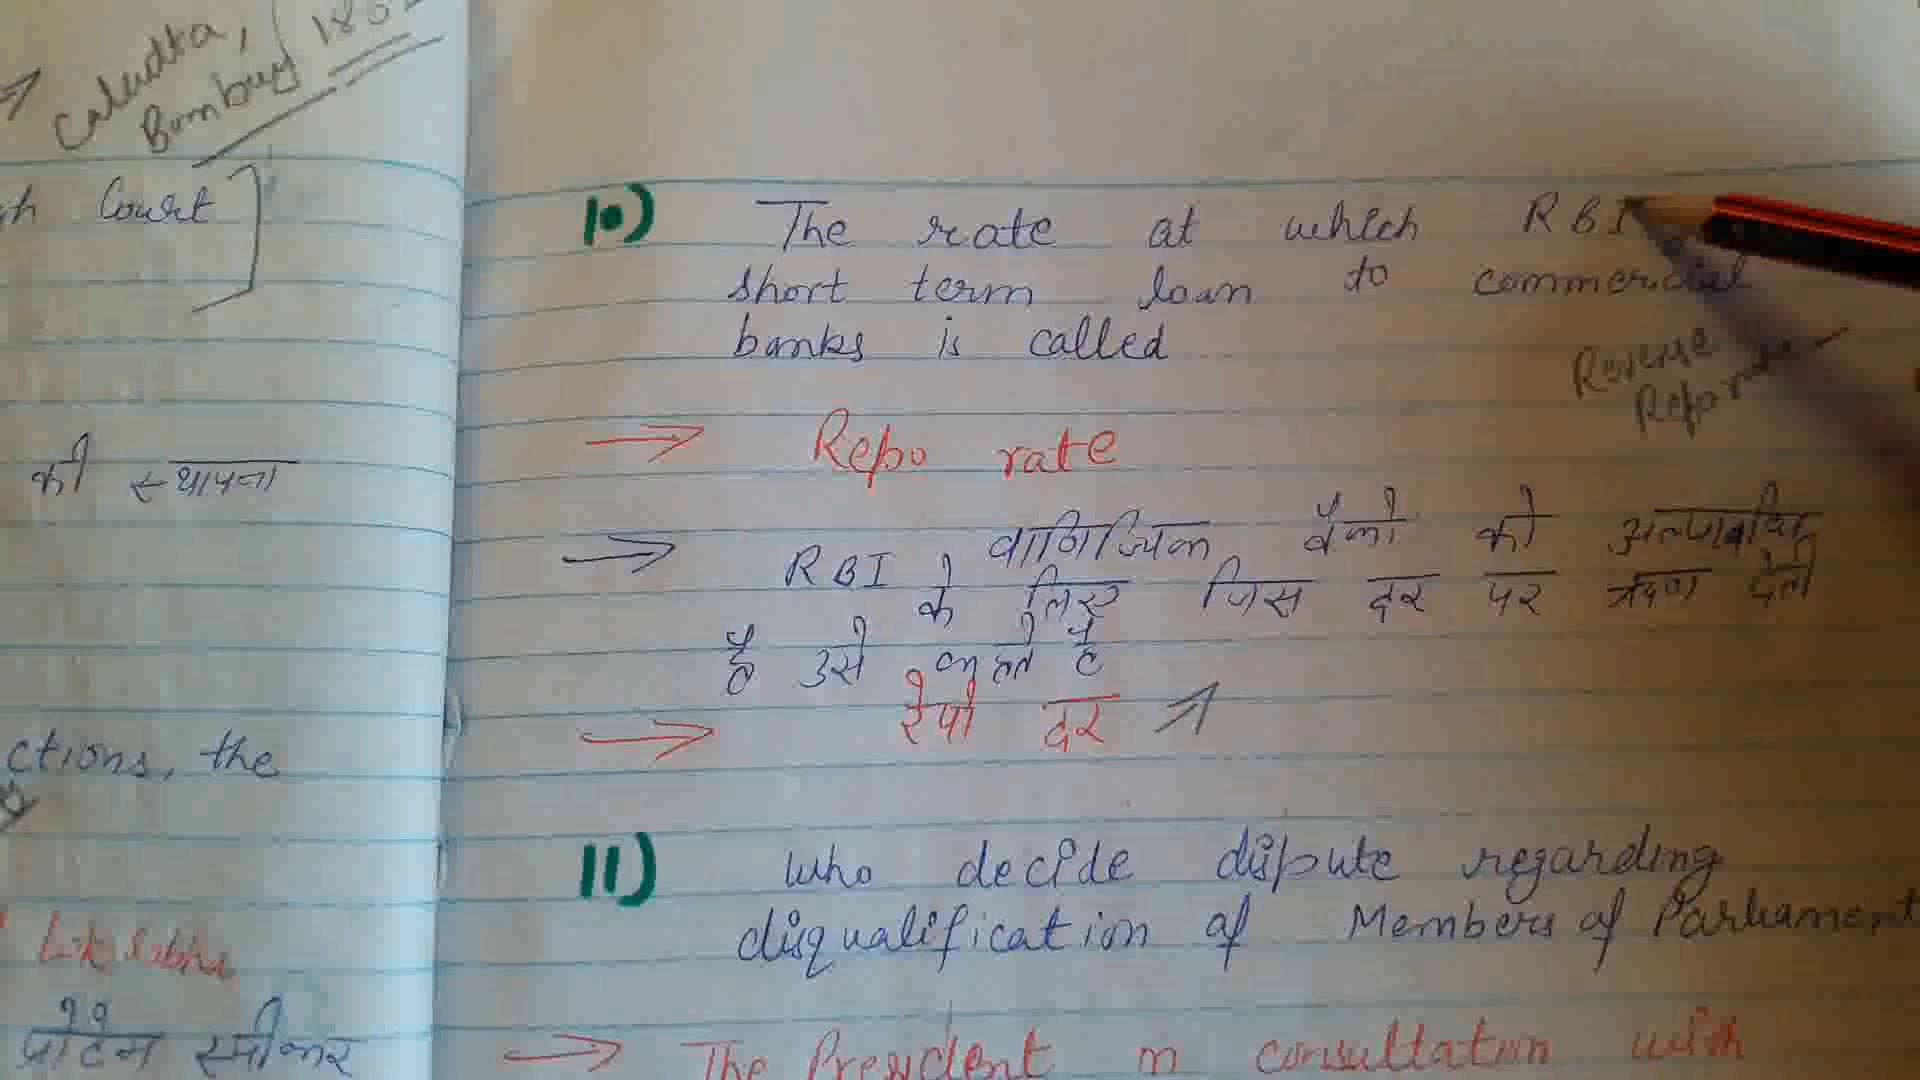 Calcutta,
Bombay
gh Court
की स्थापना
ctions, the
Lok Sabha
प्रोटेम स्पीकर
10) The rate at which RBI
short term loan to commercial
banks is called
Reverse
Repo
→ Repo rate
→ RBI वाणिज्यिक बैंकों को अल्पावधि
के लिए जिस दर पर ऋण देती
है उसे कहते हैं
→ रेपो दर
11) Who decide dispute regarding
disqualification of Members of Parliament
→ The President in consultation with